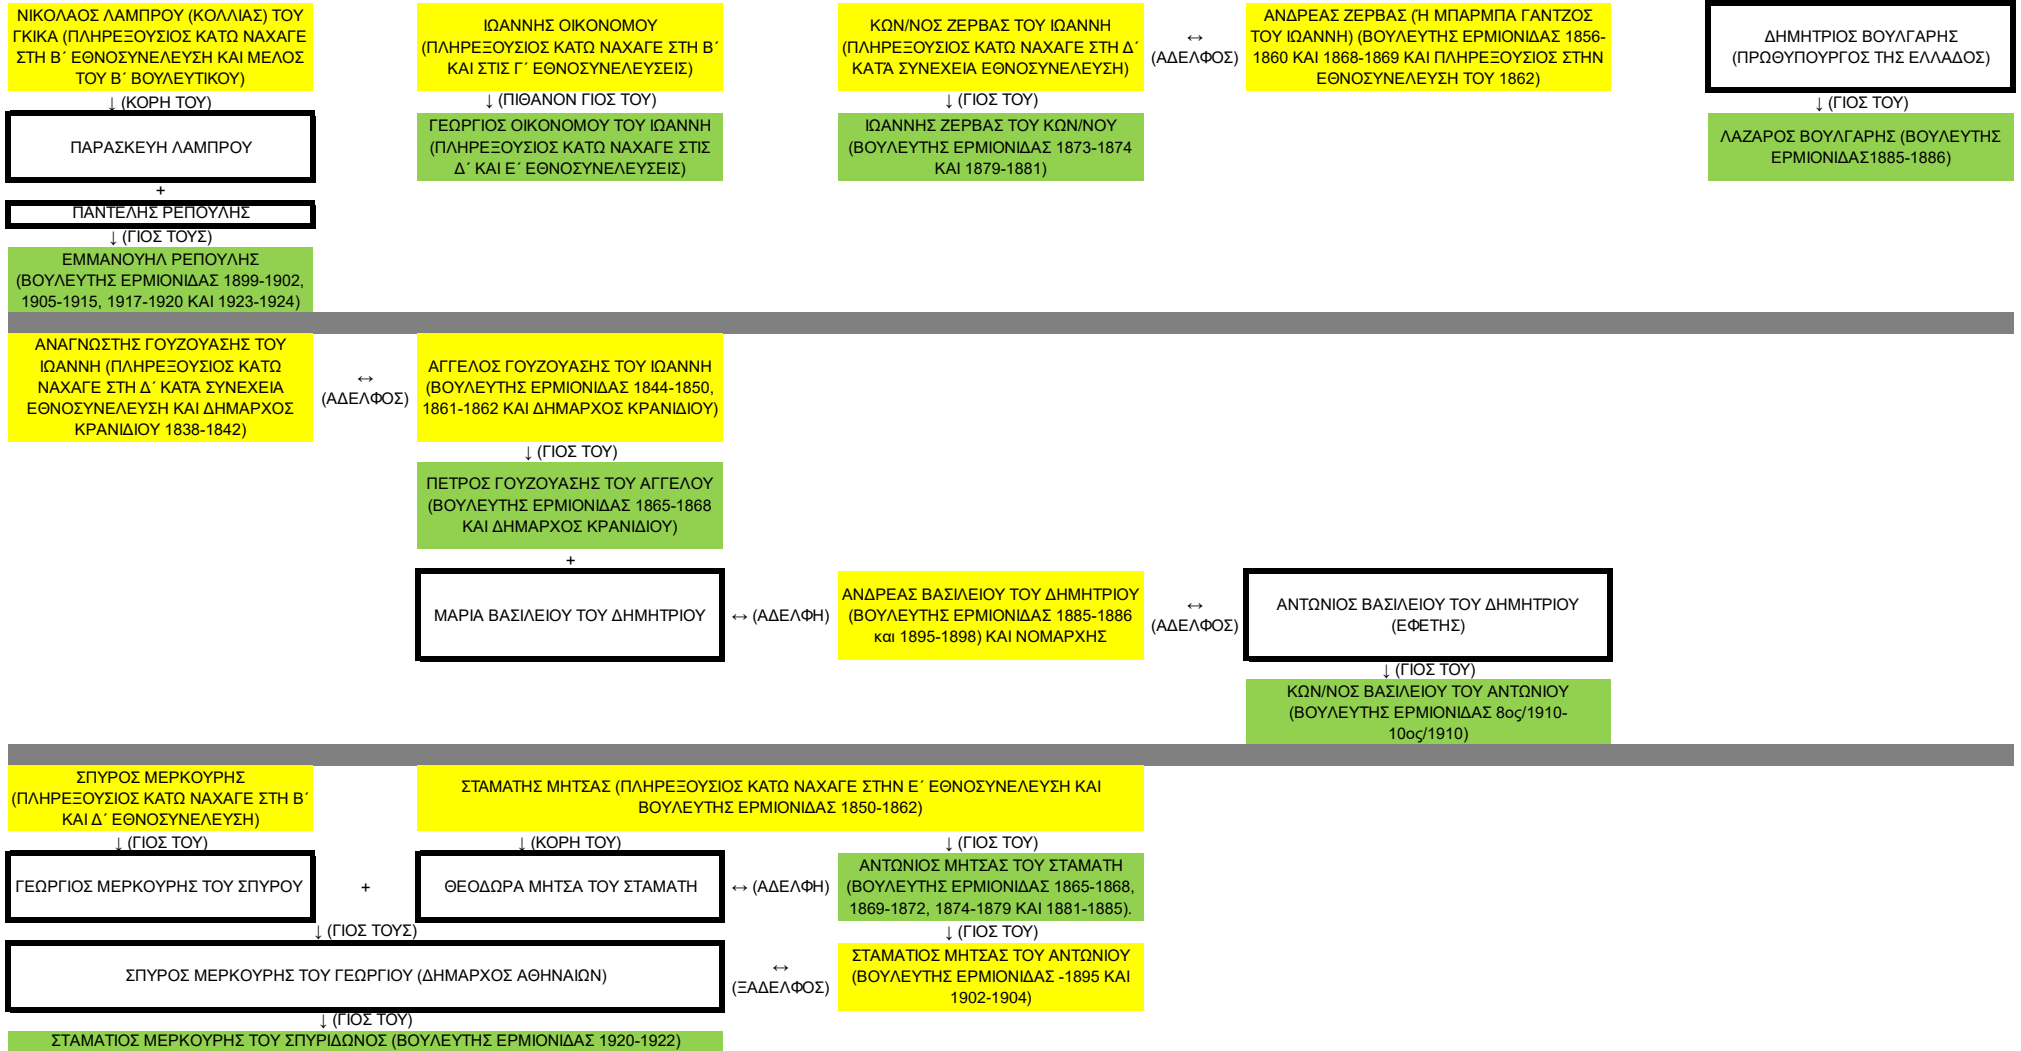 ΝΙΚΟΛΑΟΣ ΛΑΜΠΡΟΥ (ΚΟΛΛΙΑΣ) ΤΟΥ
ΓΚΙΚΑ (ΠΛΗΡΕΞΟΥΣΙΟΣ ΚΑΤΩ ΝΑΧΑΓΕ
ΣΤΗ Β΄ ΕΘΝΟΣΥΝΕΛΕΥΣΗ ΚΑΙ ΜΕΛΟΣ
ΤΟΥ Β΄ ΒΟΥΛΕΥΤΙΚΟΥ)
ΙΩΑΝΝΗΣ ΟΙΚΟΝΟΜΟΥ
(ΠΛΗΡΕΞΟΥΣΙΟΣ ΚΑΤΩ ΝΑΧΑΓΕ ΣΤΗ Β΄
ΚΑΙ ΣΤΙΣ Γ΄ ΕΘΝΟΣΥΝΕΛΕΥΣΕΙΣ)
ΚΩΝ/ΝΟΣ ΖΕΡΒΑΣ ΤΟΥ ΙΩΑΝΝΗ
(ΠΛΗΡΕΞΟΥΣΙΟΣ ΚΑΤΩ ΝΑΧΑΓΕ ΣΤΗ Δ΄
ΚΑΤΆ ΣΥΝΕΧΕΙΑ ΕΘΝΟΣΥΝΕΛΕΥΣΗ)
↔
(ΑΔΕΛΦΟΣ)
ΑΝΔΡΕΑΣ ΖΕΡΒΑΣ (Ή ΜΠΑΡΜΠΑ ΓΑΝΤΖΟΣ
ΤΟΥ ΙΩΑΝΝΗ) (ΒΟΥΛΕΥΤΗΣ ΕΡΜΙΟΝΙΔΑΣ 1856-
1860 ΚΑΙ 1868-1869 ΚΑΙ ΠΛΗΡΕΞΟΥΣΙΟΣ ΣΤΗΝ
ΕΘΝΟΣΥΝΕΛΕΥΣΗ ΤΟΥ 1862)
ΔΗΜΗΤΡΙΟΣ ΒΟΥΛΓΑΡΗΣ
(ΠΡΩΘΥΠΟΥΡΓΟΣ ΤΗΣ ΕΛΛΑΔΟΣ)
↓ (ΚΟΡΗ ΤΟΥ)
↓ (ΠΙΘΑΝΟΝ ΓΙΟΣ ΤΟΥ)
↓ (ΓΙΟΣ ΤΟΥ)
↓ (ΓΙΟΣ ΤΟΥ)
ΠΑΡΑΣΚΕΥΗ ΛΑΜΠΡΟΥ
ΓΕΩΡΓΙΟΣ ΟΙΚΟΝΟΜΟΥ ΤΟΥ ΙΩΑΝΝΗ
(ΠΛΗΡΕΞΟΥΣΙΟΣ ΚΑΤΩ ΝΑΧΑΓΕ ΣΤΙΣ
Δ΄ ΚΑΙ Ε΄ ΕΘΝΟΣΥΝΕΛΕΥΣΕΙΣ)
ΙΩΑΝΝΗΣ ΖΕΡΒΑΣ ΤΟΥ ΚΩΝ/ΝΟΥ
(ΒΟΥΛΕΥΤΗΣ ΕΡΜΙΟΝΙΔΑΣ 1873-1874
ΚΑΙ 1879-1881)
ΛΑΖΑΡΟΣ ΒΟΥΛΓΑΡΗΣ (ΒΟΥΛΕΥΤΗΣ
ΕΡΜΙΟΝΙΔΑΣ1885-1886)
+
ΠΑΝΤΕΛΗΣ ΡΕΠΟΥΛΗΣ
↓ (ΓΙΟΣ ΤΟΥΣ)
ΕΜΜΑΝΟΥΗΛ ΡΕΠΟΥΛΗΣ
(ΒΟΥΛΕΥΤΗΣ ΕΡΜΙΟΝΙΔΑΣ 1899-1902,
1905-1915, 1917-1920 ΚΑΙ 1923-1924)
ΑΝΑΓΝΩΣΤΗΣ ΓΟΥΖΟΥΑΣΗΣ ΤΟΥ
ΙΩΑΝΝΗ (ΠΛΗΡΕΞΟΥΣΙΟΣ ΚΑΤΩ
ΝΑΧΑΓΕ ΣΤΗ Δ΄ ΚΑΤΆ ΣΥΝΕΧΕΙΑ
ΕΘΝΟΣΥΝΕΛΕΥΣΗ ΚΑΙ ΔΗΜΑΡΧΟΣ
ΚΡΑΝΙΔΙΟΥ 1838-1842)
↔
(ΑΔΕΛΦΟΣ)
ΑΓΓΕΛΟΣ ΓΟΥΖΟΥΑΣΗΣ ΤΟΥ ΙΩΑΝΝΗ
(ΒΟΥΛΕΥΤΗΣ ΕΡΜΙΟΝΙΔΑΣ 1844-1850,
1861-1862 ΚΑΙ ΔΗΜΑΡΧΟΣ ΚΡΑΝΙΔΙΟΥ)
↓ (ΓΙΟΣ ΤΟΥ)
ΠΕΤΡΟΣ ΓΟΥΖΟΥΑΣΗΣ ΤΟΥ ΑΓΓΕΛΟΥ
(ΒΟΥΛΕΥΤΗΣ ΕΡΜΙΟΝΙΔΑΣ 1865-1868
ΚΑΙ ΔΗΜΑΡΧΟΣ ΚΡΑΝΙΔΙΟΥ)
+
ΜΑΡΙΑ ΒΑΣΙΛΕΙΟΥ ΤΟΥ ΔΗΜΗΤΡΙΟΥ
↔ (ΑΔΕΛΦΗ)
ΑΝΔΡΕΑΣ ΒΑΣΙΛΕΙΟΥ ΤΟΥ ΔΗΜΗΤΡΙΟΥ
(ΒΟΥΛΕΥΤΗΣ ΕΡΜΙΟΝΙΔΑΣ 1885-1886
και 1895-1898) ΚΑΙ ΝΟΜΑΡΧΗΣ
↔
(ΑΔΕΛΦΟΣ)
ΑΝΤΩΝΙΟΣ ΒΑΣΙΛΕΙΟΥ ΤΟΥ ΔΗΜΗΤΡΙΟΥ
(ΕΦΕΤΗΣ)
↓ (ΓΙΟΣ ΤΟΥ)
ΚΩΝ/ΝΟΣ ΒΑΣΙΛΕΙΟΥ ΤΟΥ ΑΝΤΩΝΙΟΥ
(ΒΟΥΛΕΥΤΗΣ ΕΡΜΙΟΝΙΔΑΣ 8ος/1910-
10ος/1910)
ΣΠΥΡΟΣ ΜΕΡΚΟΥΡΗΣ
(ΠΛΗΡΕΞΟΥΣΙΟΣ ΚΑΤΩ ΝΑΧΑΓΕ ΣΤΗ Β΄
ΚΑΙ Δ΄ ΕΘΝΟΣΥΝΕΛΕΥΣΗ)
ΣΤΑΜΑΤΗΣ ΜΗΤΣΑΣ (ΠΛΗΡΕΞΟΥΣΙΟΣ ΚΑΤΩ ΝΑΧΑΓΕ ΣΤΗΝ Ε΄ ΕΘΝΟΣΥΝΕΛΕΥΣΗ ΚΑΙ
ΒΟΥΛΕΥΤΗΣ ΕΡΜΙΟΝΙΔΑΣ 1850-1862)
↓ (ΓΙΟΣ ΤΟΥ)
↓ (ΚΟΡΗ ΤΟΥ)
↓ (ΓΙΟΣ ΤΟΥ)
ΓΕΩΡΓΙΟΣ ΜΕΡΚΟΥΡΗΣ ΤΟΥ ΣΠΥΡΟΥ
+
ΘΕΟΔΩΡΑ ΜΗΤΣΑ ΤΟΥ ΣΤΑΜΑΤΗ
↔ (ΑΔΕΛΦΗ)
ΑΝΤΩΝΙΟΣ ΜΗΤΣΑΣ ΤΟΥ ΣΤΑΜΑΤΗ
(ΒΟΥΛΕΥΤΗΣ ΕΡΜΙΟΝΙΔΑΣ 1865-1868,
1869-1872, 1874-1879 ΚΑΙ 1881-1885).
↓ (ΓΙΟΣ ΤΟΥΣ)
↓ (ΓΙΟΣ ΤΟΥ)
ΣΠΥΡΟΣ ΜΕΡΚΟΥΡΗΣ ΤΟΥ ΓΕΩΡΓΙΟΥ (ΔΗΜΑΡΧΟΣ ΑΘΗΝΑΙΩΝ)
↔
(ΞΑΔΕΛΦΟΣ)
ΣΤΑΜΑΤΙΟΣ ΜΗΤΣΑΣ ΤΟΥ ΑΝΤΩΝΙΟΥ
(ΒΟΥΛΕΥΤΗΣ ΕΡΜΙΟΝΙΔΑΣ -1895 ΚΑΙ
1902-1904)
↓ (ΓΙΟΣ ΤΟΥ)
ΣΤΑΜΑΤΙΟΣ ΜΕΡΚΟΥΡΗΣ ΤΟΥ ΣΠΥΡΙΔΩΝΟΣ (ΒΟΥΛΕΥΤΗΣ ΕΡΜΙΟΝΙΔΑΣ 1920-1922)